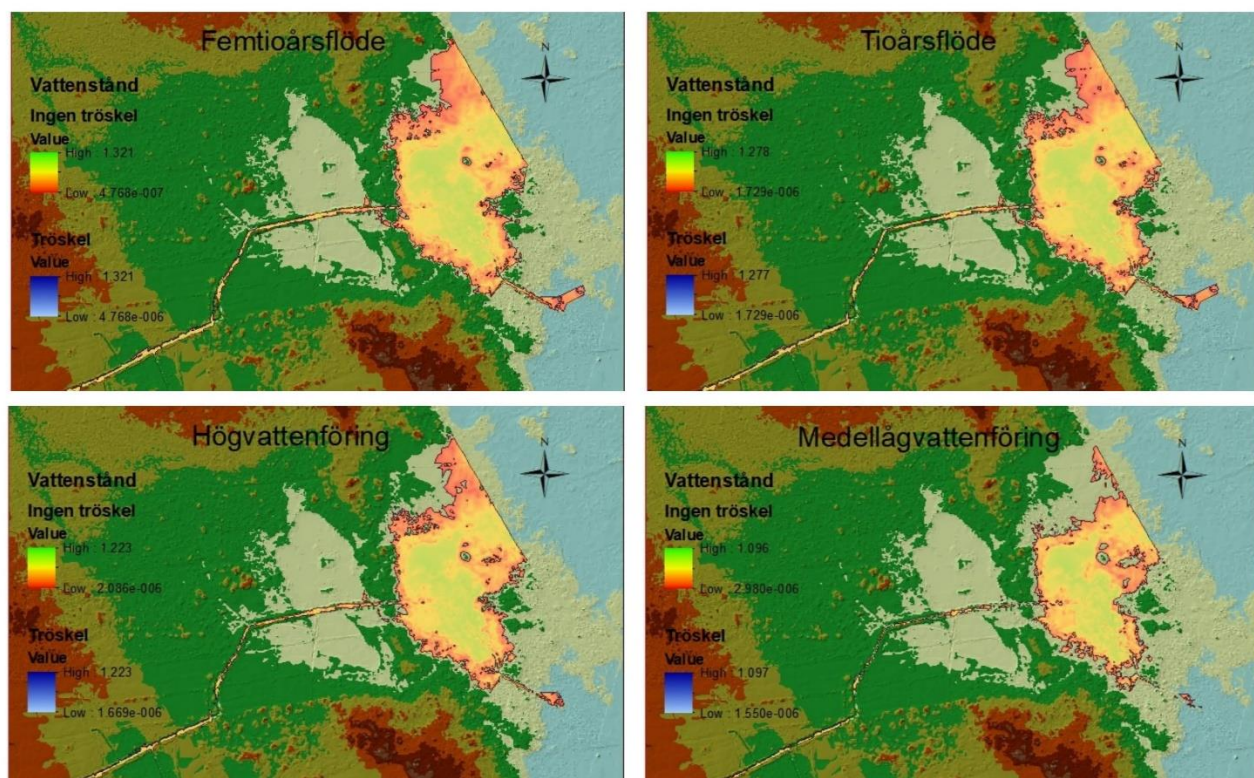 Femtioårsflöde
N
Vattenstånd
Ingen tröskel
Value
High : 1.321
Low : 4.768e-007
Tröskel
Value
High : 1.321
Low : 4.768e-006
Tioårsflöde
N
Vattenstånd
Ingen tröskel
Value
High : 1.278
Low : 1.729e-006
Tröskel
Value
High : 1.277
Low : 1.729e-006
Högvattenföring
N
Vattenstånd
Ingen tröskel
Value
High : 1.223
Low : 2.086e-006
Tröskel
Value
High : 1.223
Low : 1.669e-006
Medellågvattenföring
N
Vattenstånd
Ingen tröskel
Value
High : 1.096
Low : 2.980e-006
Tröskel
Value
High : 1.097
Low : 1.550e-006